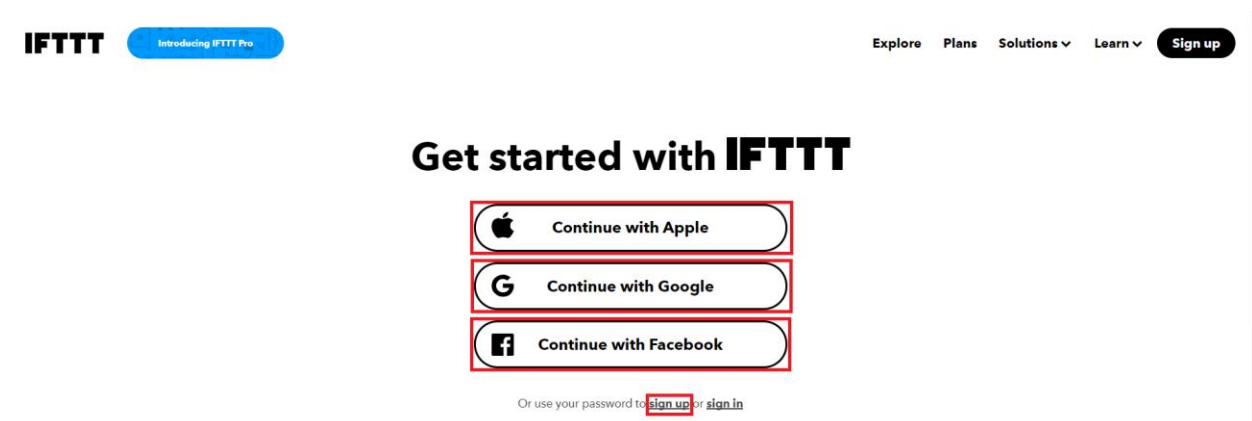 IFTTT
Introducing IFTTT Pro
Explore Plans Solutions Learn Sign up
Get started with IFTTT
Continue with Apple
G Continue with Google
f Continue with Facebook
Or use your password to sign up or sign in